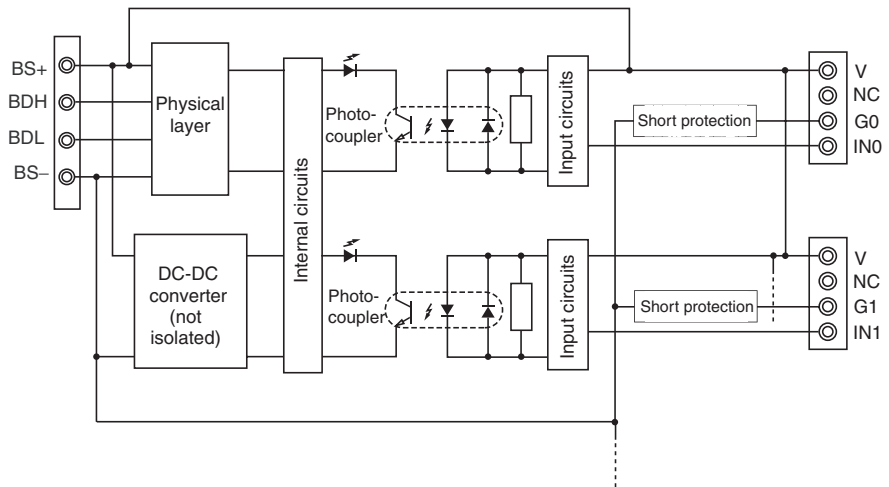 BS+
BDH
BDL
BS–
Physical
layer
DC-DC
converter
(not
isolated)
Internal circuits
Photo-
coupler
Photo-
coupler
Input circuits
Input circuits
Short protection
Short protection
V
NC
G0
IN0
V
NC
G1
IN1